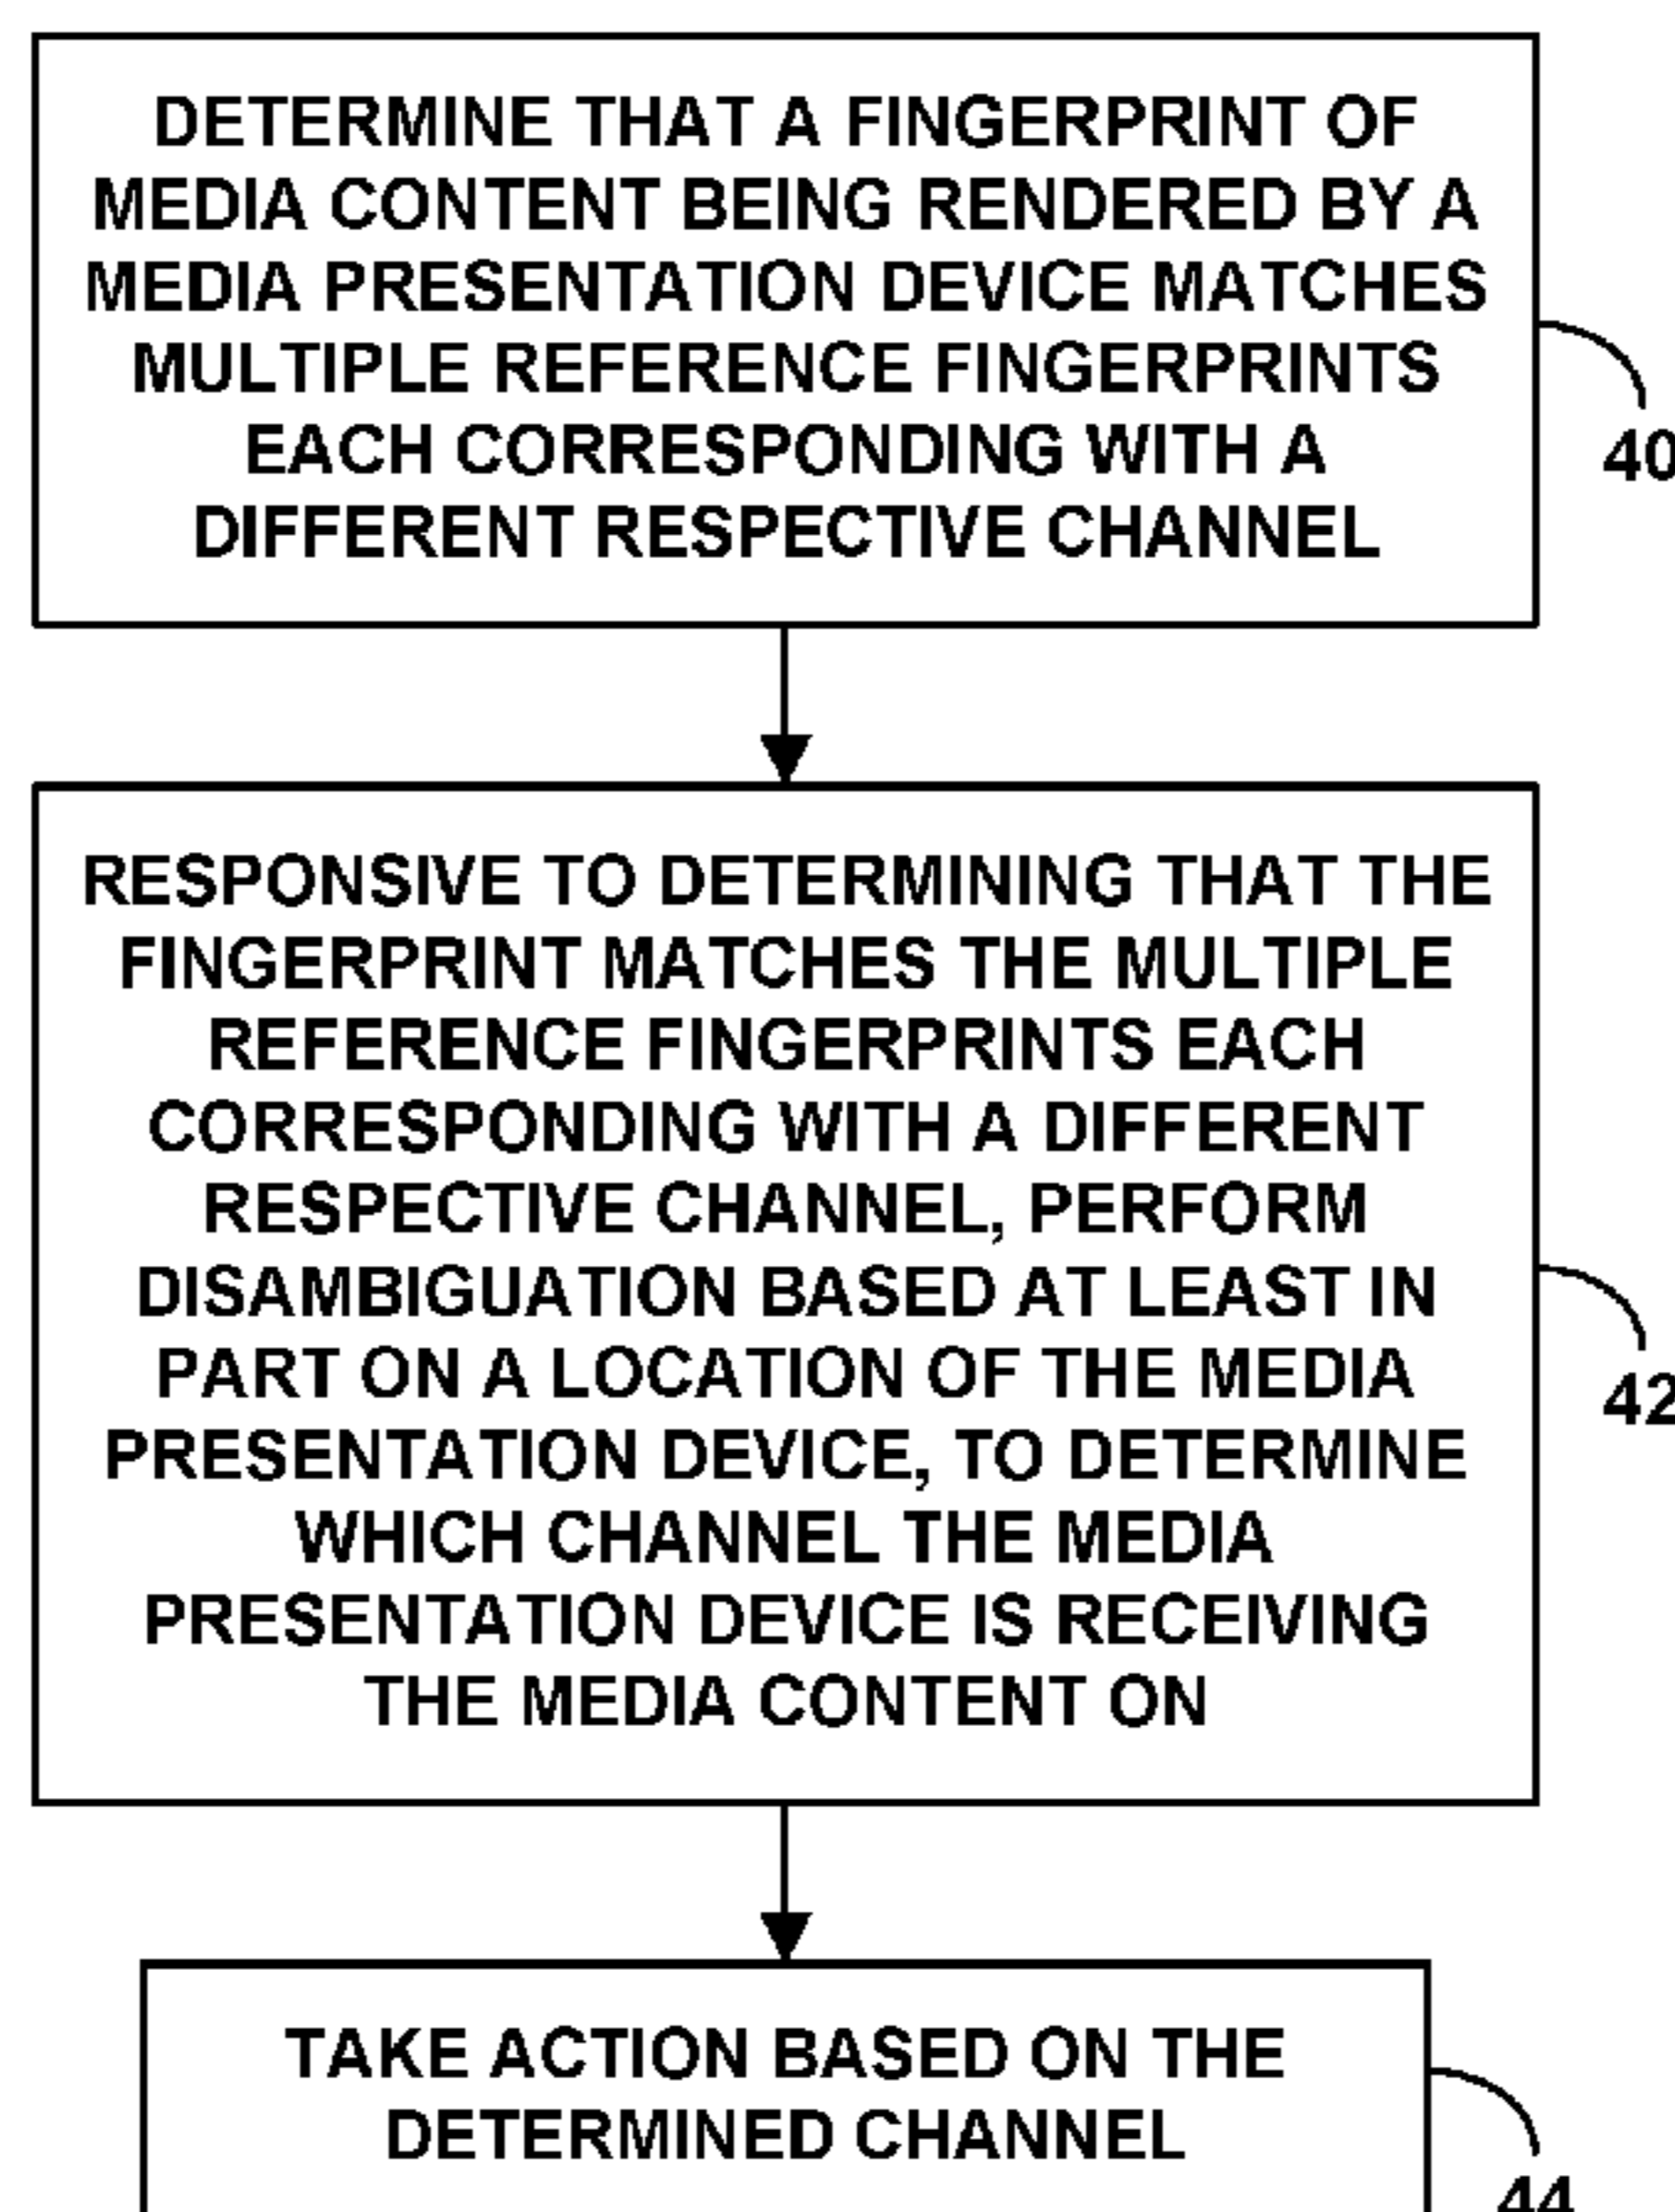 DETERMINE THAT A FINGERPRINT OF
MEDIA CONTENT BEING RENDERED BY A
MEDIA PRESENTATION DEVICE MATCHES
MULTIPLE REFERENCE FINGERPRINTS
EACH CORRESPONDING WITH A
DIFFERENT RESPECTIVE CHANNEL
40
RESPONSIVE TO DETERMINING THAT THE
FINGERPRINT MATCHES THE MULTIPLE
REFERENCE FINGERPRINTS EACH
CORRESPONDING WITH A DIFFERENT
RESPECTIVE CHANNEL, PERFORM
DISAMBIGUATION BASED AT LEAST IN
PART ON A LOCATION OF THE MEDIA
PRESENTATION DEVICE, TO DETERMINE
WHICH CHANNEL THE MEDIA
PRESENTATION DEVICE IS RECEIVING
THE MEDIA CONTENT ON
42
TAKE ACTION BASED ON THE
DETERMINED CHANNEL
44